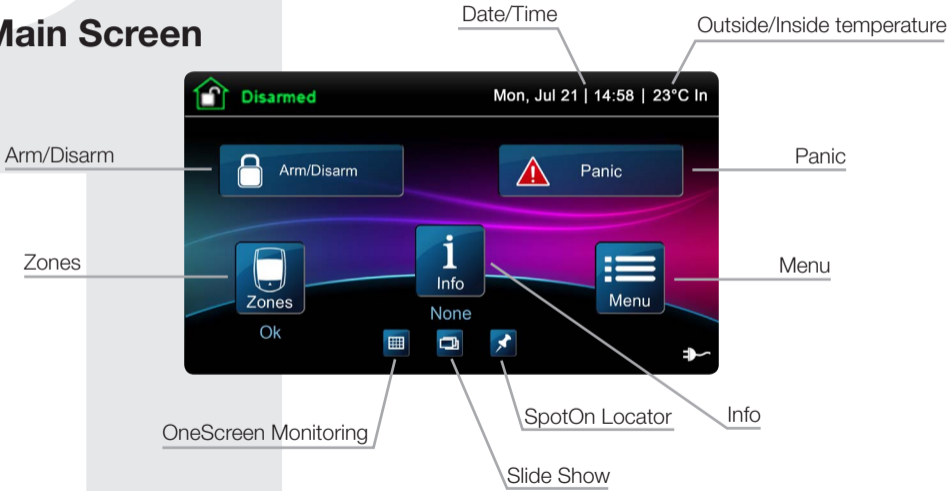 Main Screen
Date/Time
Outside/Inside temperature
Disarmed
Mon, Jul 21 | 14:58 | 23°C In
Arm/Disarm
Arm/Disarm
Panic
Panic
Zones
Zones
Ok
i
Info
None
Menu
Menu
OneScreen Monitoring
SpotOn Locator
Info
Slide Show